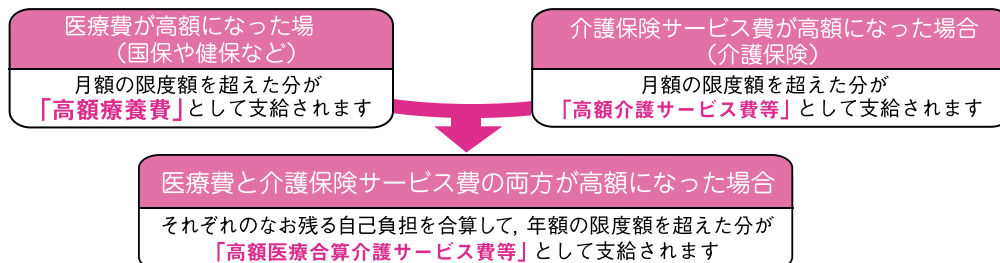 医療費が高額になった場
（国保や健保など）
月額の限度額を超えた分が
「高額療養費」として支給されます
介護保険サービス費が高額になった場合
（介護保険）
月額の限度額を超えた分が
「高額介護サービス費等」として支給されます
医療費と介護保険サービス費の両方が高額になった場合
それぞれのなお残る自己負担を合算して，年額の限度額を超えた分が
「高額医療合算介護サービス費等」として支給されます